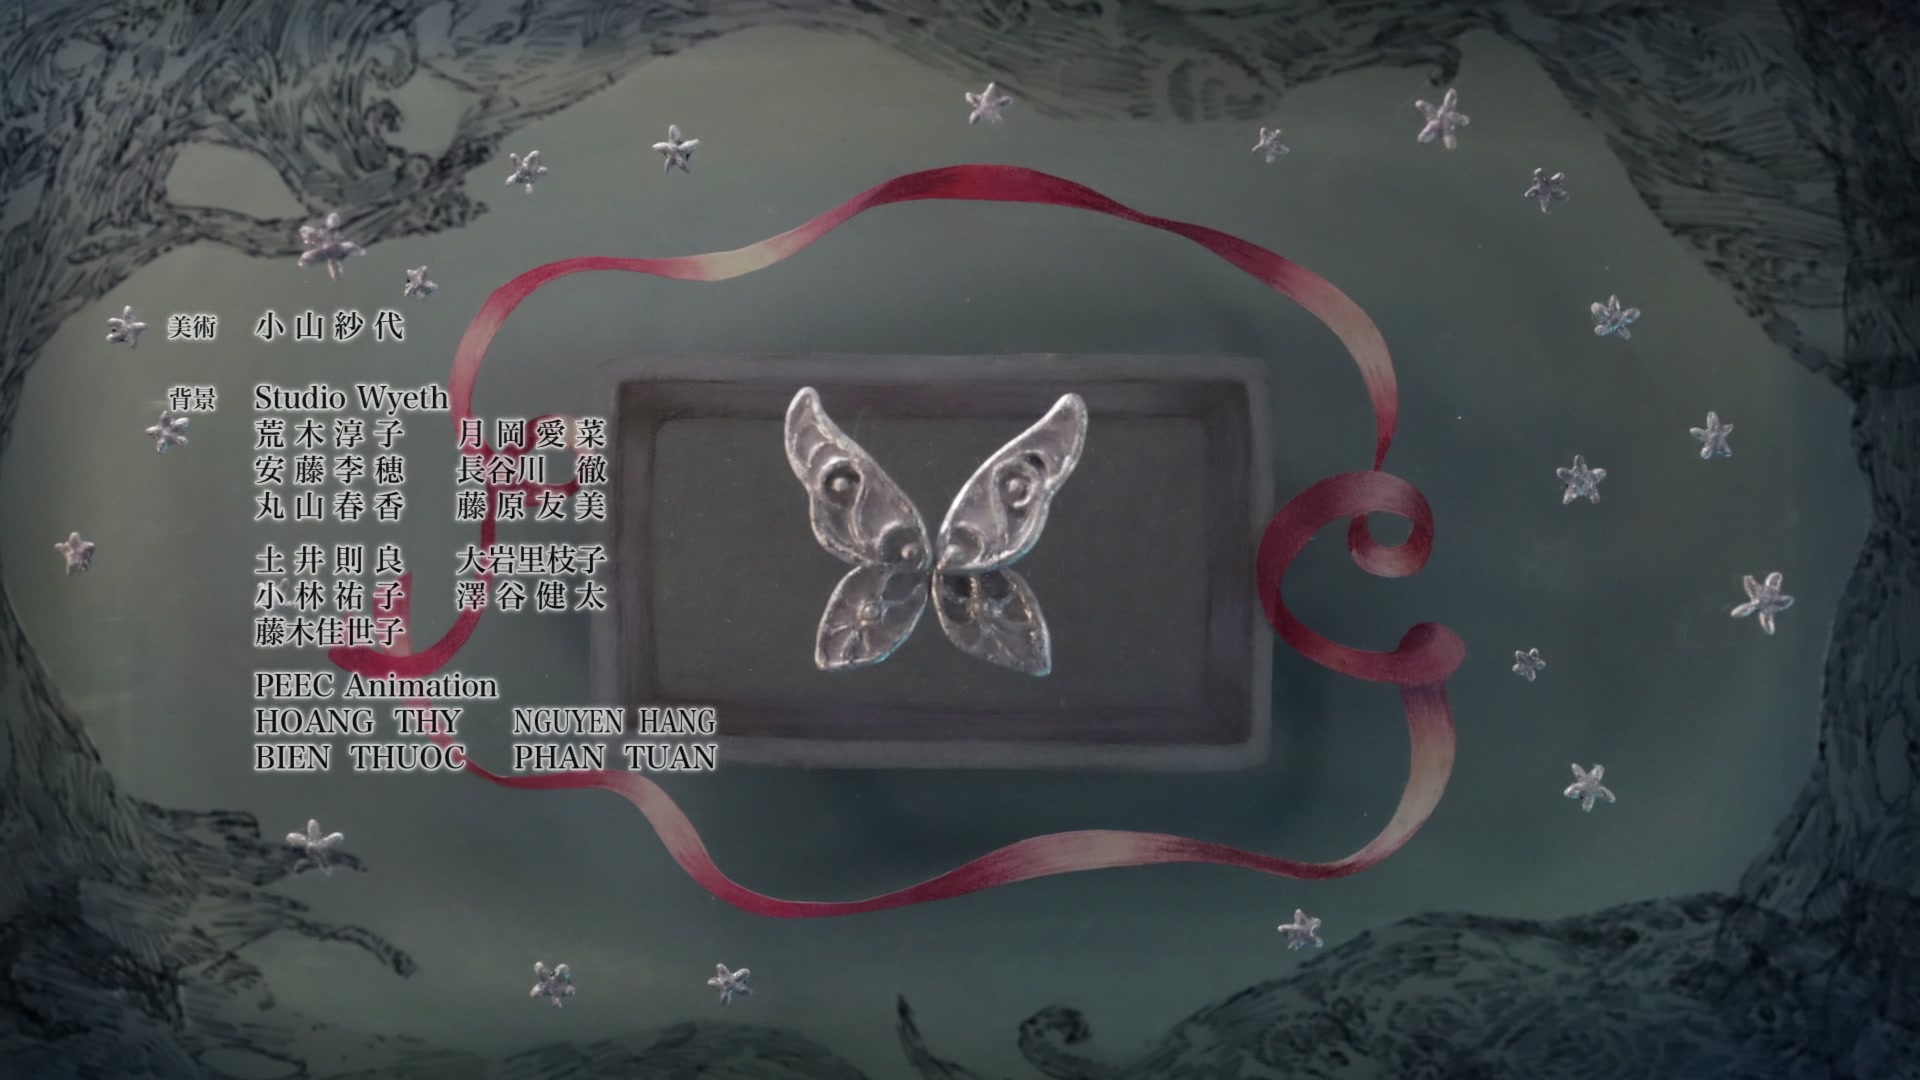 美術 小山紗代
背景 Studio Wyeth
荒木淳子 月岡愛菜
安藤李穂 長谷川 徹
丸山春香 藤原友美
土井則良 大岩里枝子
小林祐子 澤谷健太
藤木佳世子
PEEC Animation
HOANG THY NGUYEN HANG
BIEN THUOC PHAN TUAN